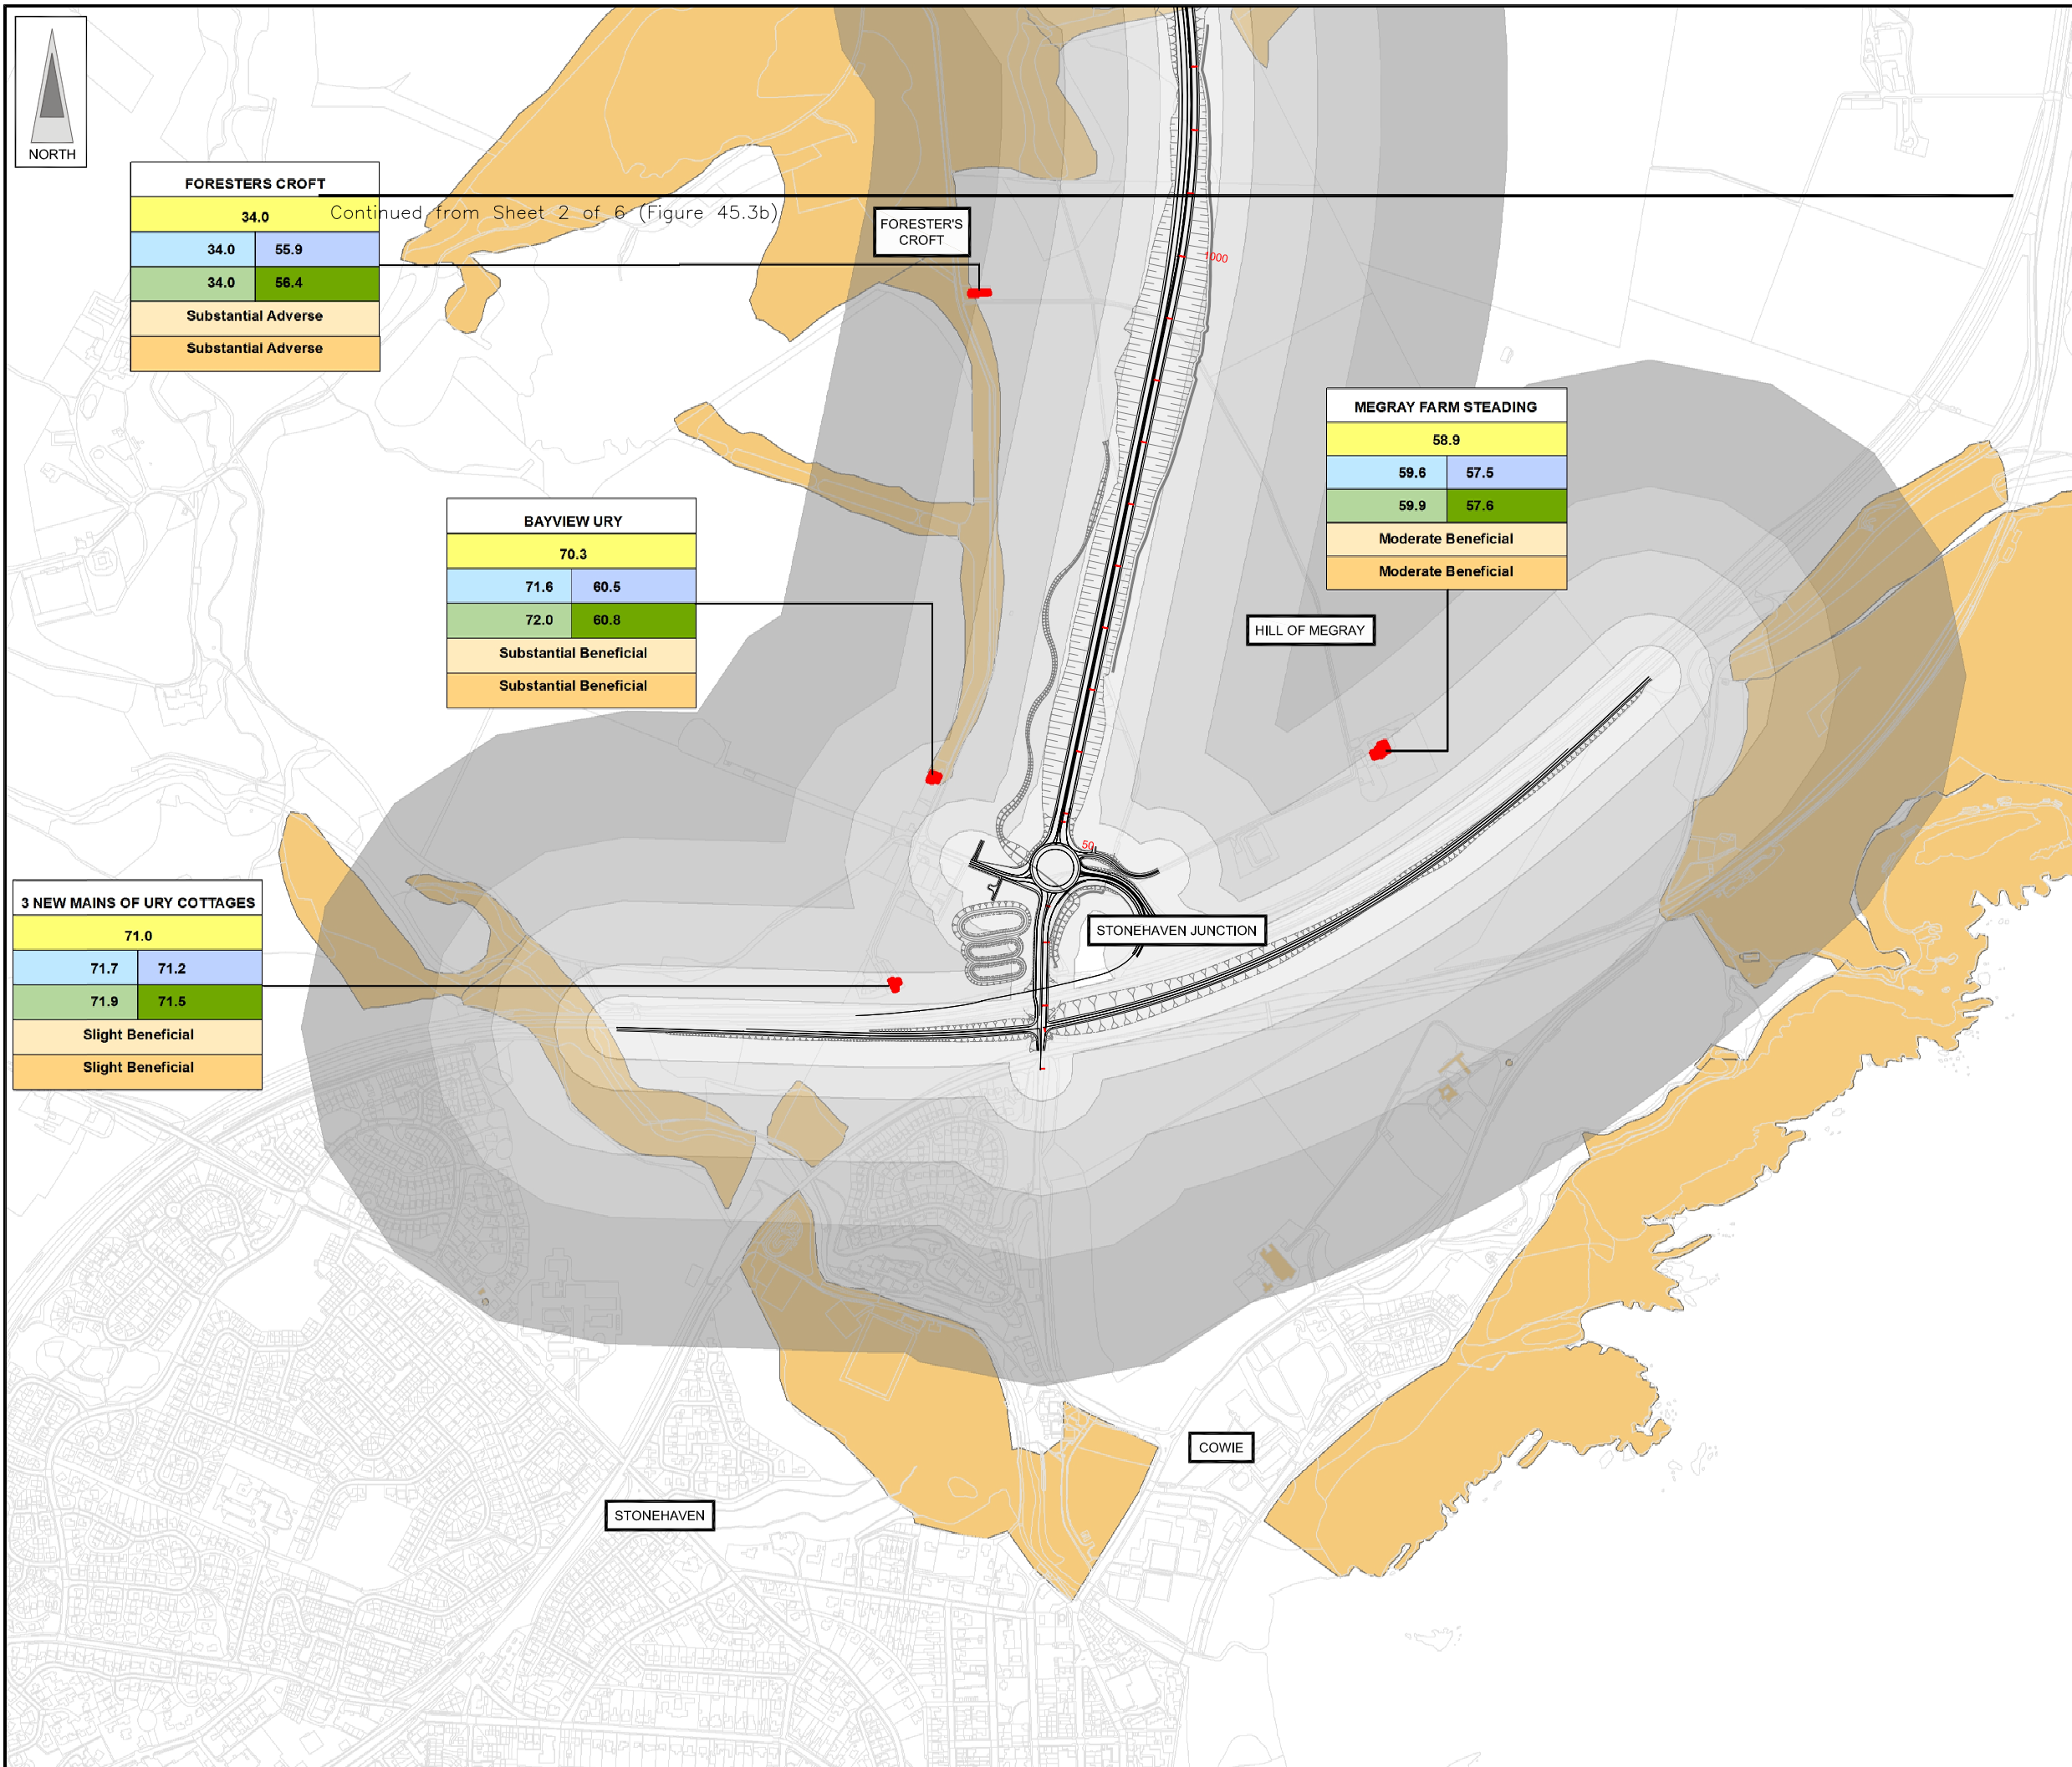 NORTH
FORESTERS CROFT
34.0
34.0 55.9
34.0 56.4
Substantial Adverse
Substantial Adverse
Continued from Sheet 2 of 6 (Figure 45.3b)
FORESTER'S
CROFT
1000
MEGRAY FARM STEADING
58.9
59.6 57.5
59.9 57.6
Moderate Beneficial
Moderate Beneficial
BAYVIEW URY
70.3
71.6 60.5
72.0 60.8
Substantial Beneficial
Substantial Beneficial
HILL OF MEGRAY
50
3 NEW MAINS OF URY COTTAGES
71.0
71.7 71.2
71.9 71.5
Slight Beneficial
Slight Beneficial
STONEHAVEN JUNCTION
COWIE
STONEHAVEN